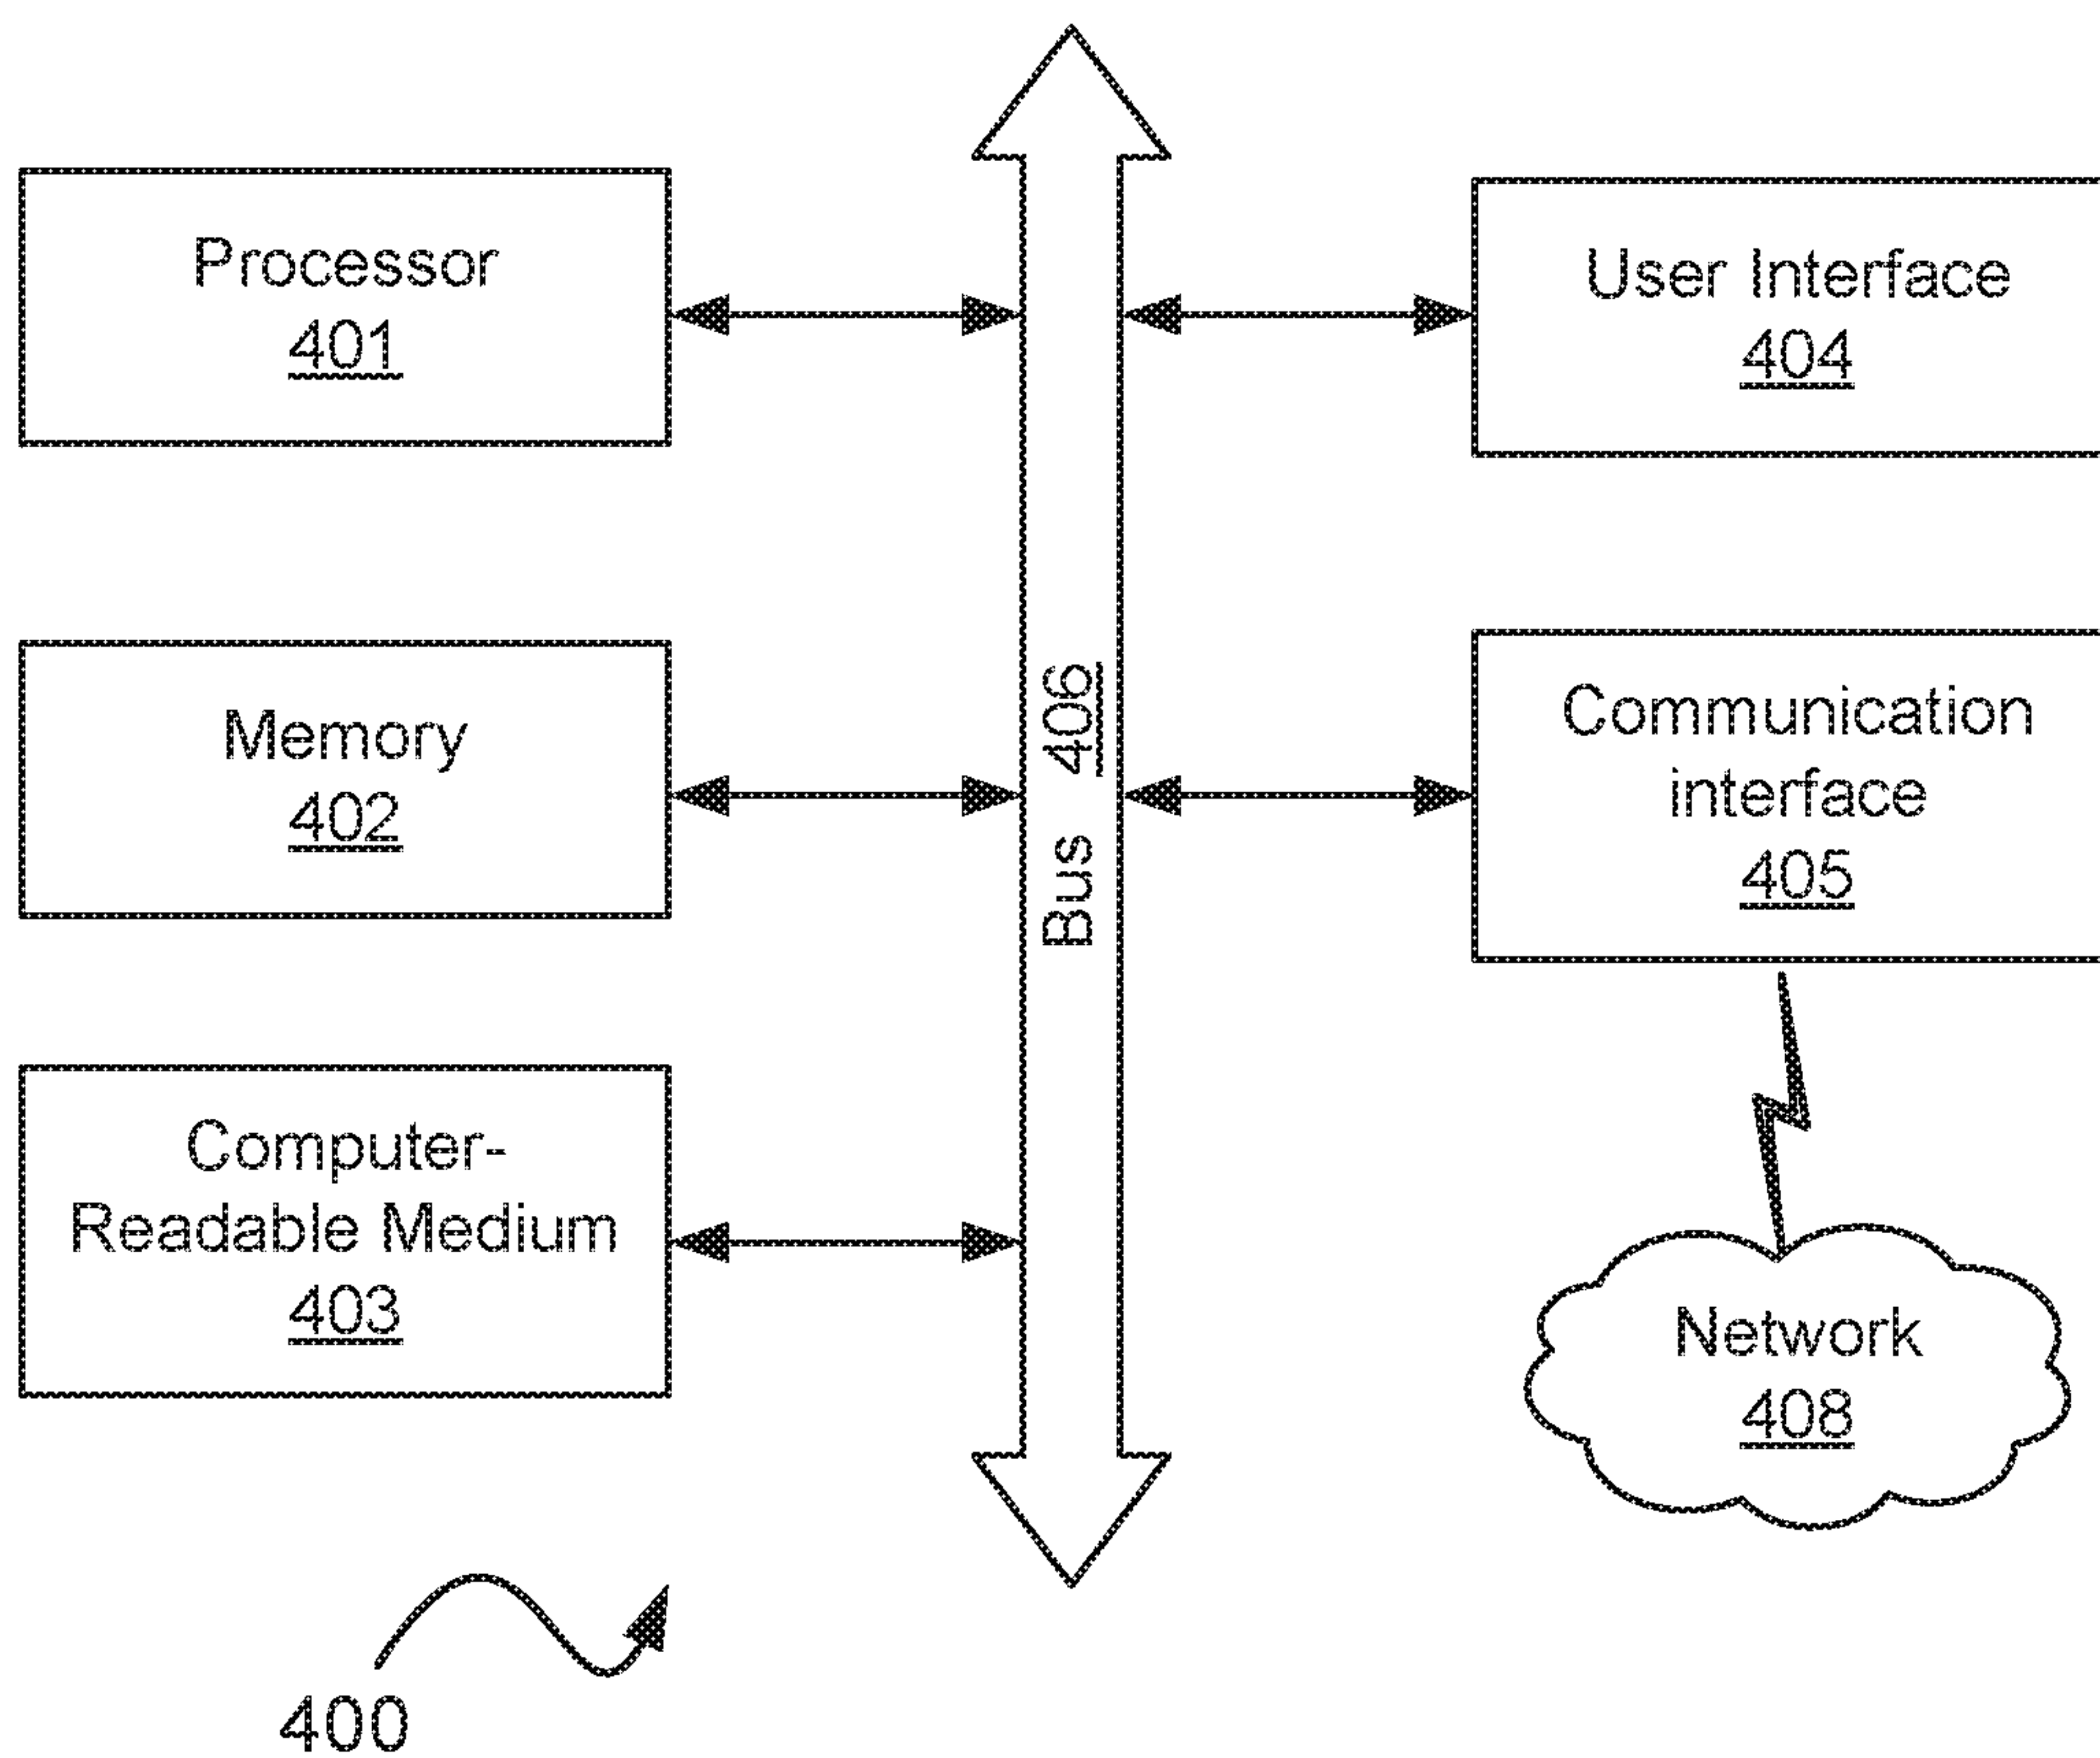 Processor
401
Memory
402
Computer-
Readable Medium
403
Bus 406
User Interface
404
Communication
interface
405
Network
408
400